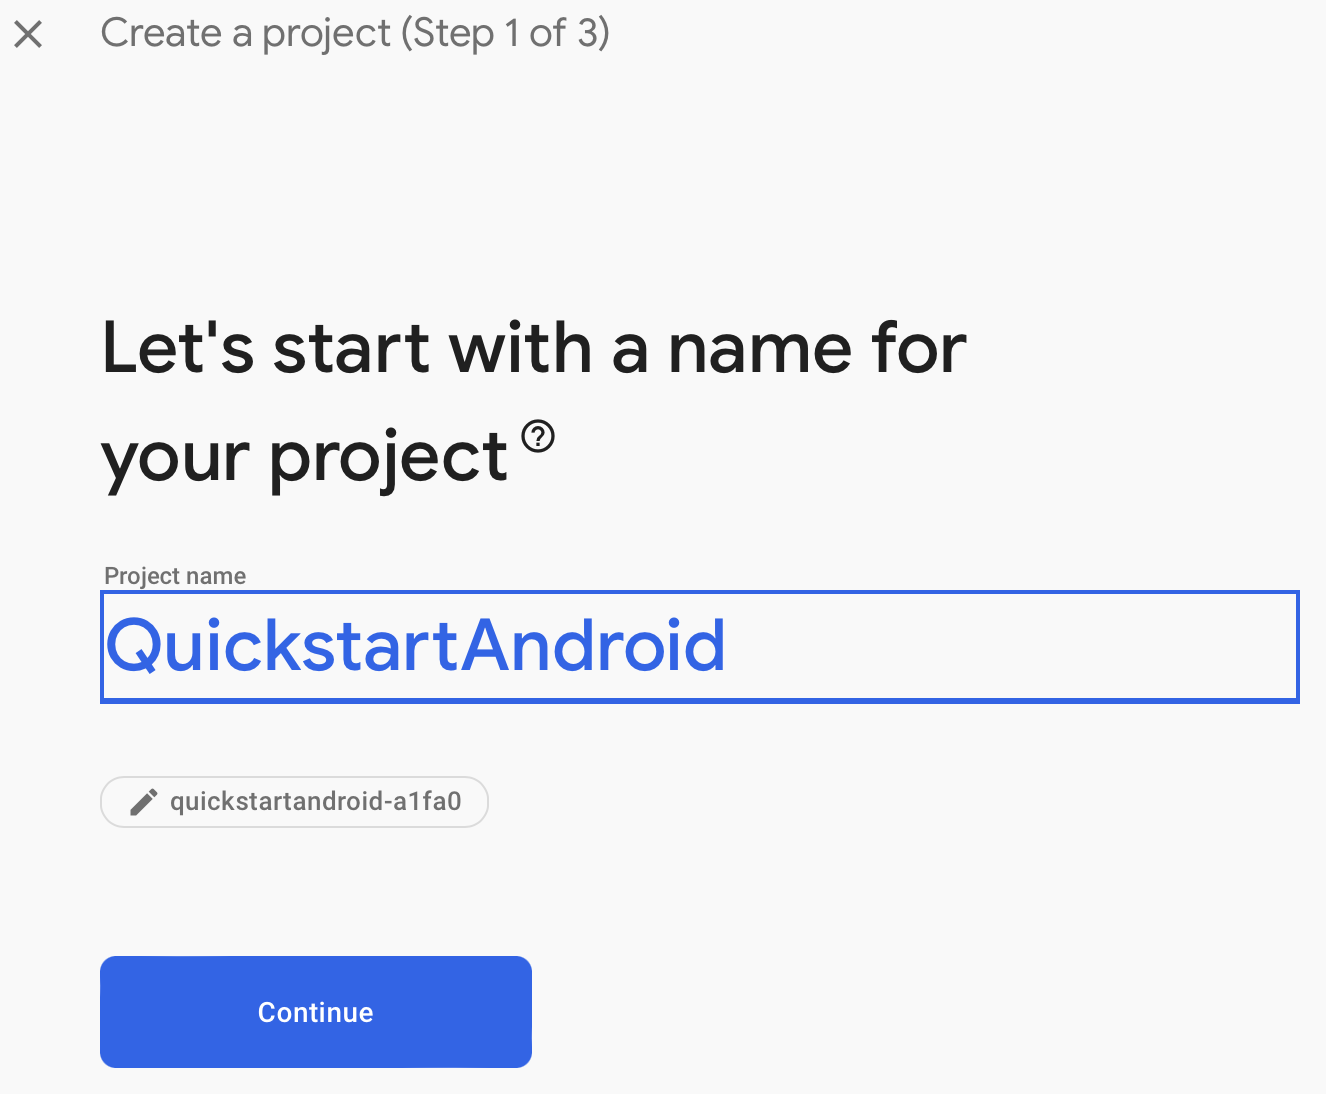 Create a project (Step 1 of 3)
Let's start with a name for
your project
Project name
QuickstartAndroid
quickstartandroid-a1fa0
Continue